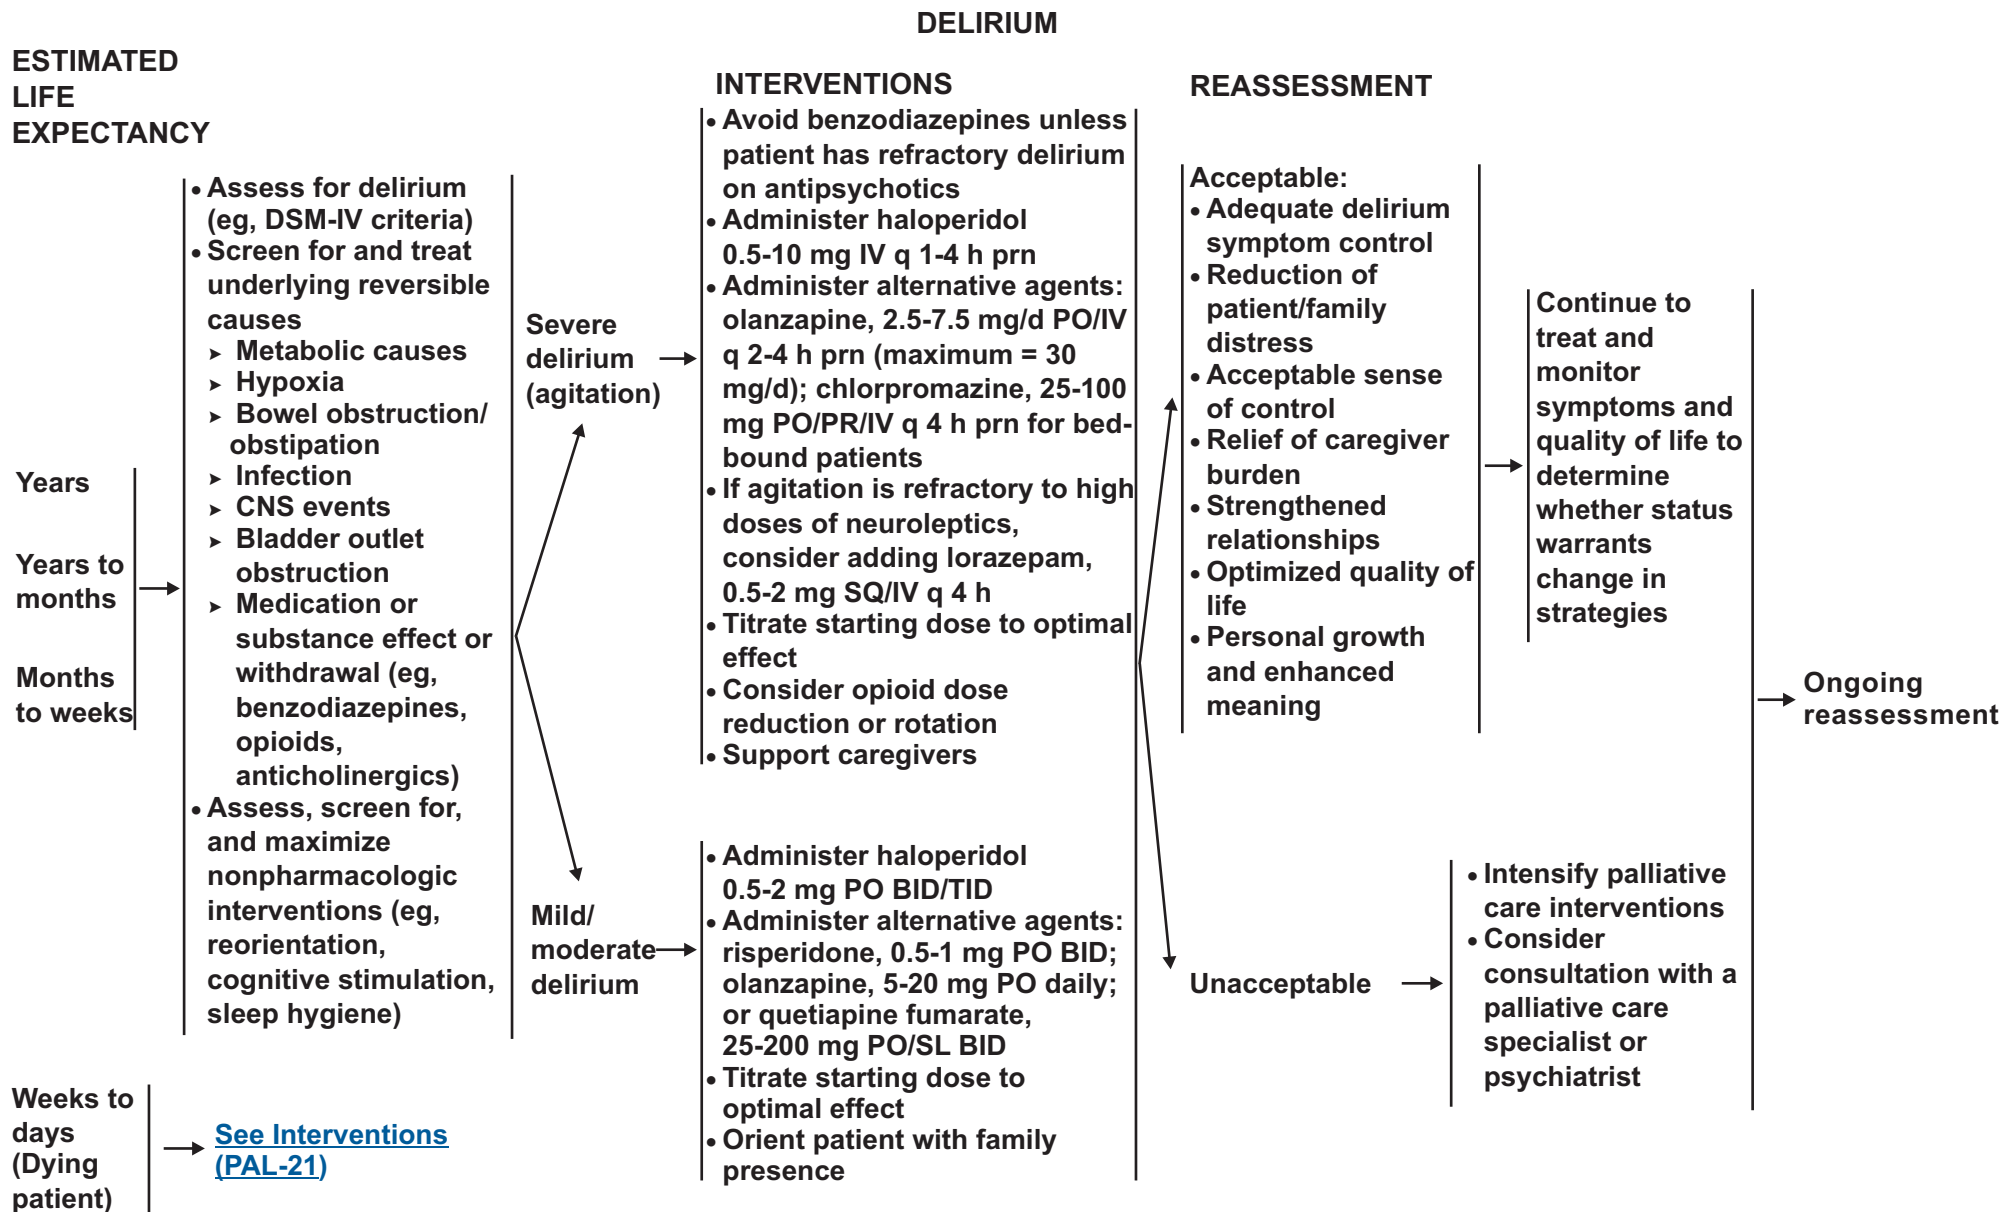 DELIRIUM
ESTIMATED
LIFE
EXPECTANCY
Years
Years to
months
Months
to weeks
• Assess for delirium
(eg, DSM-IV criteria)
• Screen for and treat
underlying reversible
causes
➤ Metabolic causes
➤ Hypoxia
➤ Bowel obstruction/
obstipation
➤ Infection
➤ CNS events
➤ Bladder outlet
obstruction
➤ Medication or
substance effect or
withdrawal (eg,
benzodiazepines,
opioids,
anticholinergics)
• Assess, screen for,
and maximize
nonpharmacologic
interventions (eg,
reorientation,
cognitive stimulation,
sleep hygiene)
Severe
delirium
(agitation)
Mild/
moderate
delirium
INTERVENTIONS
• Avoid benzodiazepines unless
patient has refractory delirium
on antipsychotics
• Administer haloperidol
0.5-10 mg IV q 1-4 h prn
• Administer alternative agents:
olanzapine, 2.5-7.5 mg/d PO/IV
q 2-4 h prn (maximum = 30
mg/d); chlorpromazine, 25-100
mg PO/PR/IV q 4 h prn for bed-
bound patients
• If agitation is refractory to high
doses of neuroleptics,
consider adding lorazepam,
0.5-2 mg SQ/IV q 4 h
• Titrate starting dose to optimal
effect
• Consider opioid dose
reduction or rotation
• Support caregivers
• Administer haloperidol
0.5-2 mg PO BID/TID
• Administer alternative agents:
risperidone, 0.5-1 mg PO BID;
olanzapine, 5-20 mg PO daily;
or quetiapine fumarate,
25-200 mg PO/SL BID
• Titrate starting dose to
optimal effect
• Orient patient with family
presence
REASSESSMENT
Acceptable:
• Adequate delirium
symptom control
• Reduction of
patient/family
distress
• Acceptable sense
of control
• Relief of caregiver
burden
• Strengthened
relationships
• Optimized quality of
life
• Personal growth
and enhanced
meaning
Continue to
treat and
monitor
symptoms and
quality of life to
determine
whether status
warrants
change in
strategies
Unacceptable
• Intensify palliative
care interventions
• Consider
consultation with a
palliative care
specialist or
psychiatrist
Ongoing
reassessment
Weeks to
days
(Dying
patient)
See Interventions
(PAL-21)